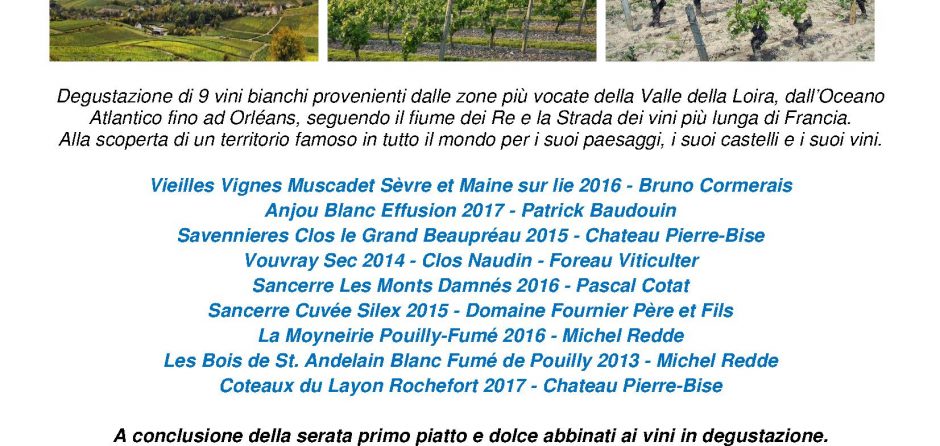 Degustazione di 9 vini bianchi provenienti dalle zone più vocate della Valle della Loira, dall'Oceano
Atlantico fino ad Orléans, seguendo il fiume dei Re e la Strada dei vini più lunga di Francia.
Alla scoperta di un territorio famoso in tutto il mondo per i suoi paesaggi, i suoi castelli e i suoi vini.
Vieilles Vignes Muscadet Sèvre et Maine sur lie 2016 - Bruno Cormerais
Anjou Blanc Effusion 2017 - Patrick Baudouin
Savennieres Clos le Grand Beaupréau 2015 - Chateau Pierre-Bise
Vouvray Sec 2014 - Clos Naudin - Foreau Viticulter
Sancerre Les Monts Damnés 2016 - Pascal Cotat
Sancerre Cuvée Silex 2015 - Domaine Fournier Père et Fils
La Moyneirie Pouilly-Fumé 2016 - Michel Redde
Les Bois de St. Andelain Blanc Fumé de Pouilly 2013 - Michel Redde
Coteaux du Layon Rochefort 2017 - Chateau Pierre-Bise
A conclusione della serata primo piatto e dolce abbinati ai vini in degustazione.